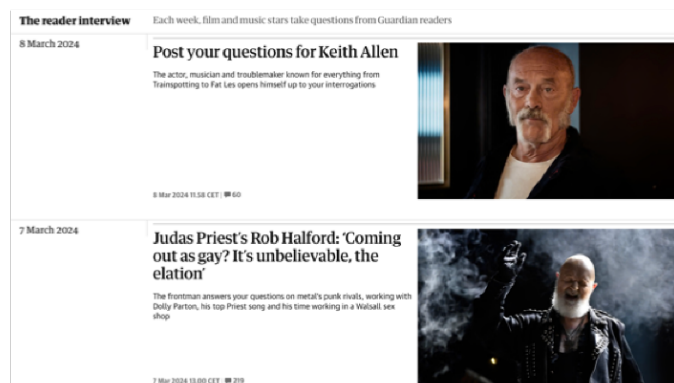 The reader interview
Each week, film and music stars take questions from Guardian readers
8 March 2024
Post your questions for Keith Allen
The actor, musician and troublemaker known for everything from
Trainspotting to Fat Les opens himself up to your interrogations
8 Mar 2024 11.58 CET
60
7 March 2024
Judas Priest’s Rob Halford: ‘Coming
out as gay? It’s unbelievable, the
elation’
The frontman answers your questions on metal's punk rivals, working with
Dolly Parton, his top Priest song and his time working in a Walsall sex
shop
7 Mar 2024 13.00 CET
219